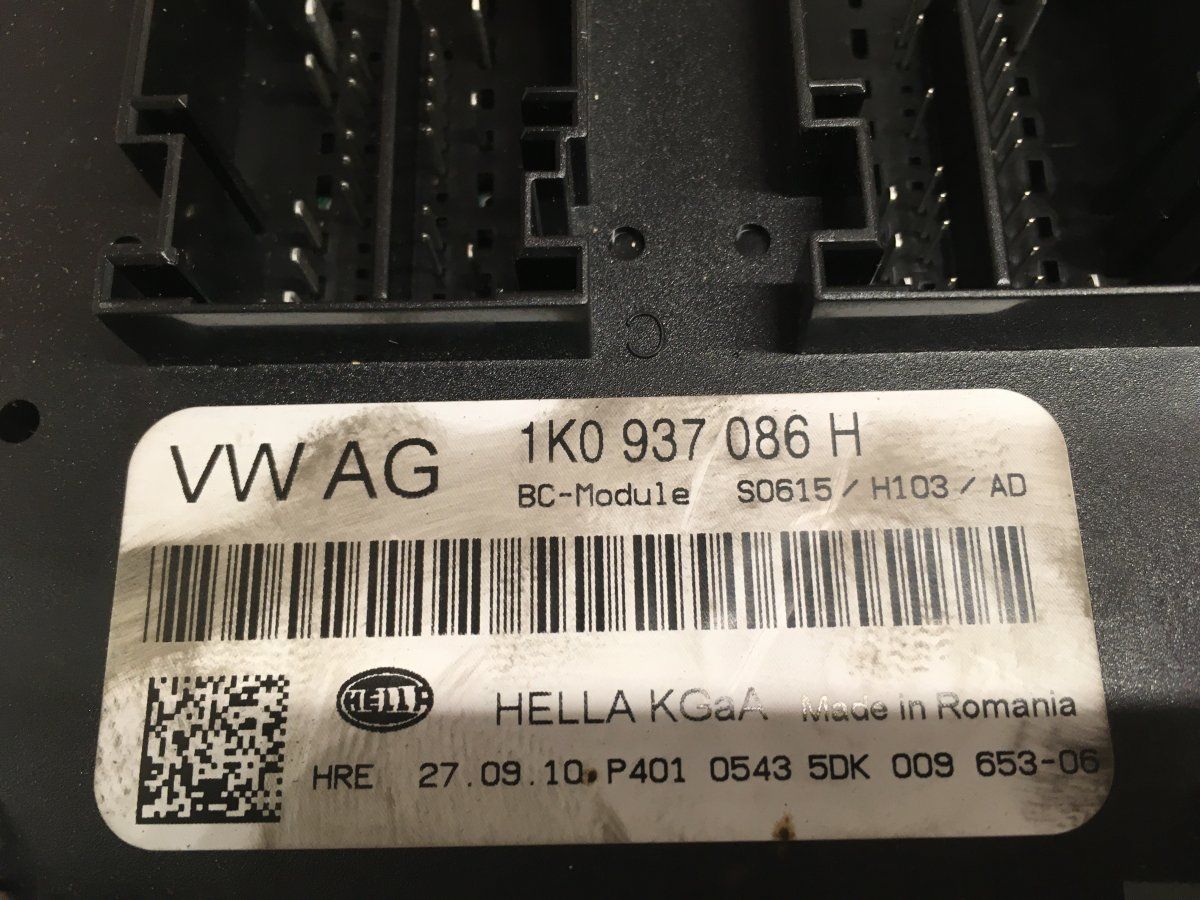 C
VW AG 1K0 937 086 H
BC-Module S0615 / H103 / AD
HELLA HELLA KGaA Made in Romania
HRE 27.09.10 P401 0543 5DK 009 653-06